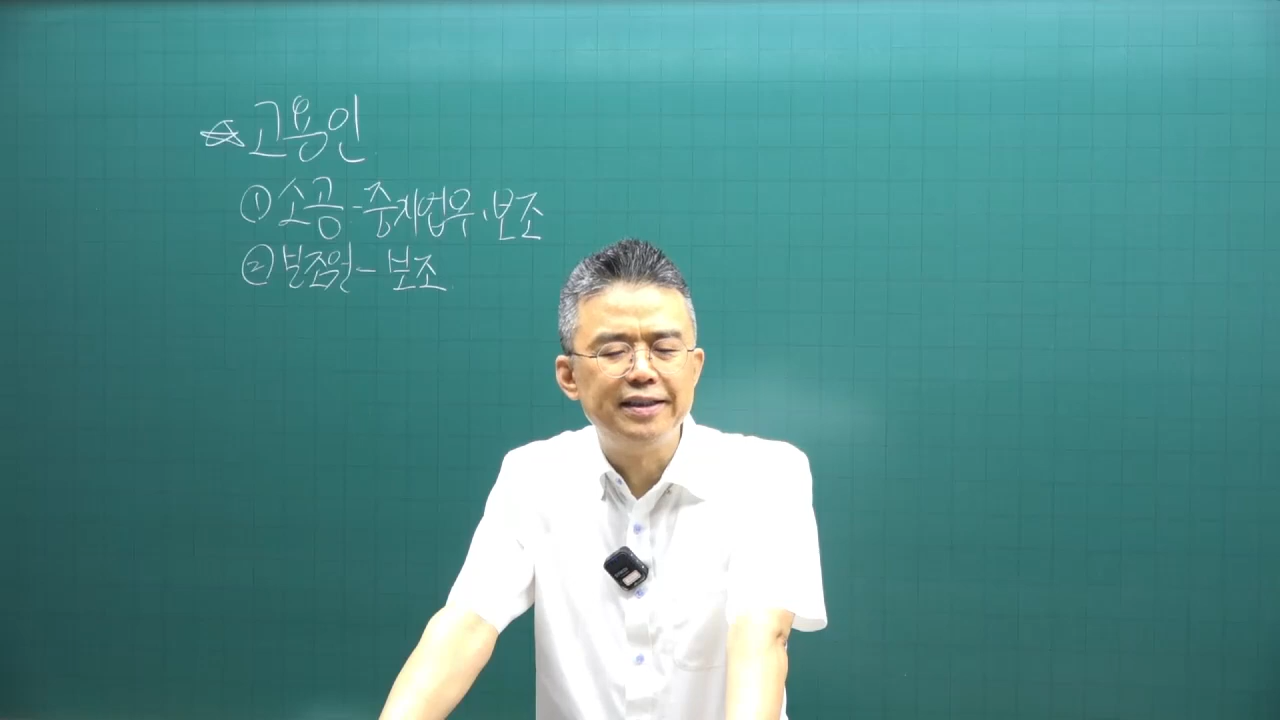 ☆고용인
① 소공 - 중개업무, 보조
② 보조원 - 보조